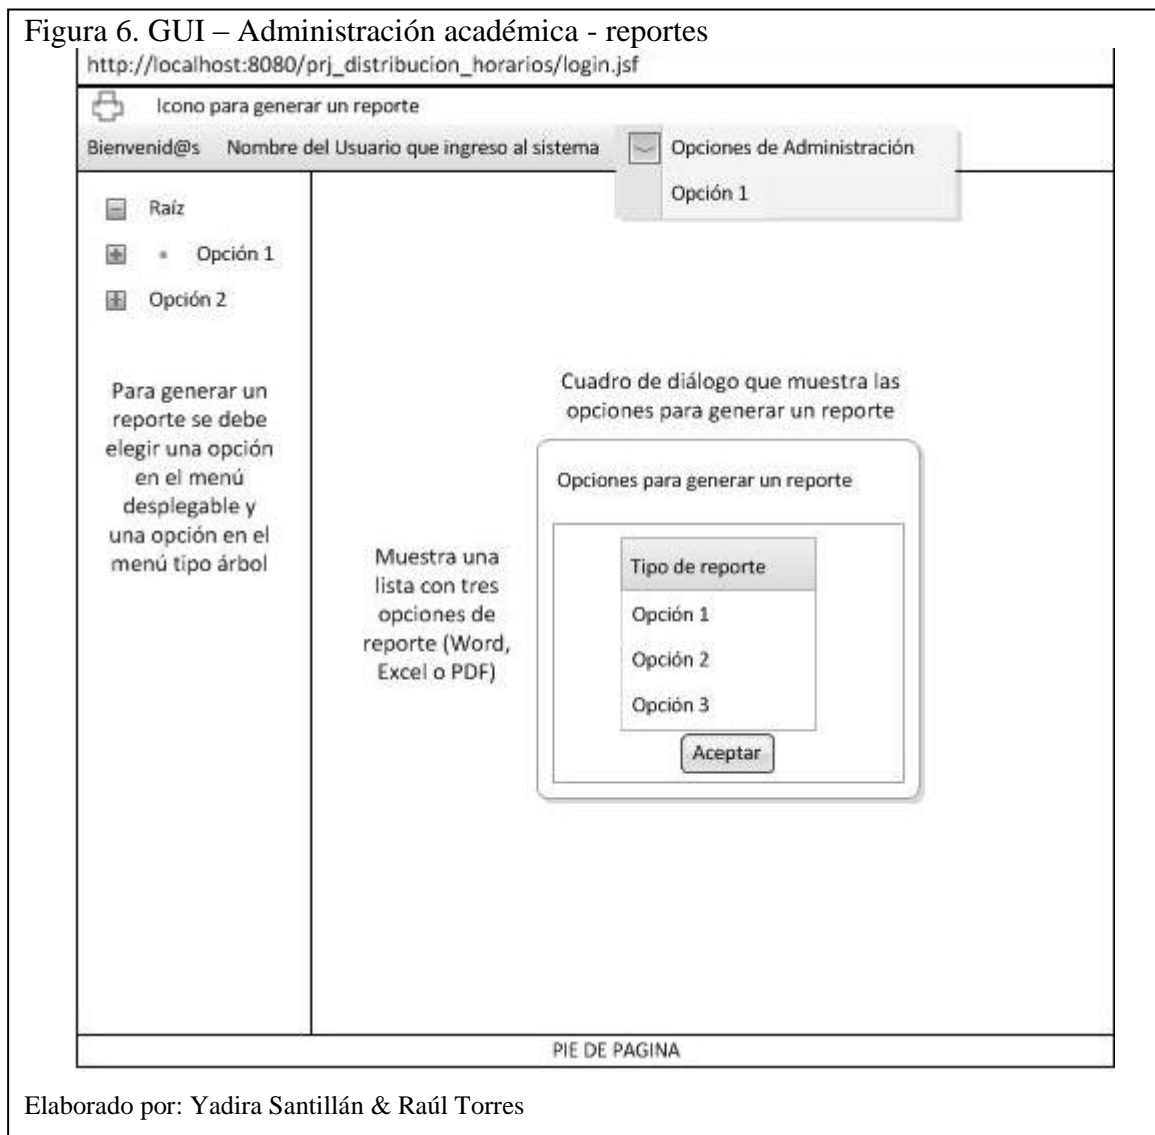 Figura 6. GUI – Administración académica - reportes
http://localhost:8080/prj_distribucion_horarios/login.jsf
Icono para generar un reporte
Bienvenid@s Nombre del Usuario que ingreso al sistema Opciones de Administración
Opción 1
Raíz
Opción 1
Opción 2
Para generar un
reporte se debe
elegir una opción
en el menú
desplegable y
una opción en el
menú tipo árbol
Cuadro de diálogo que muestra las
opciones para generar un reporte
Opciones para generar un reporte
Muestra una
lista con tres
opciones de
reporte (Word,
Excel o PDF)
Tipo de reporte
Opción 1
Opción 2
Opción 3
Aceptar
PIE DE PAGINA
Elaborado por: Yadira Santillán & Raúl Torres